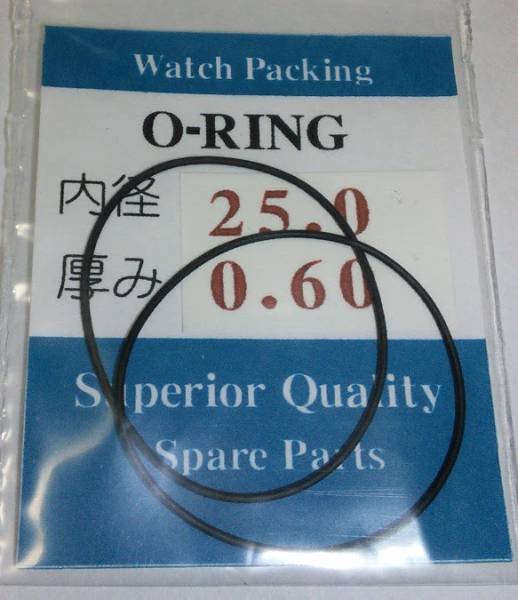 Watch Packing
O-RING
内径 25.0
厚み 0.60
Superior Quality
Spare Parts